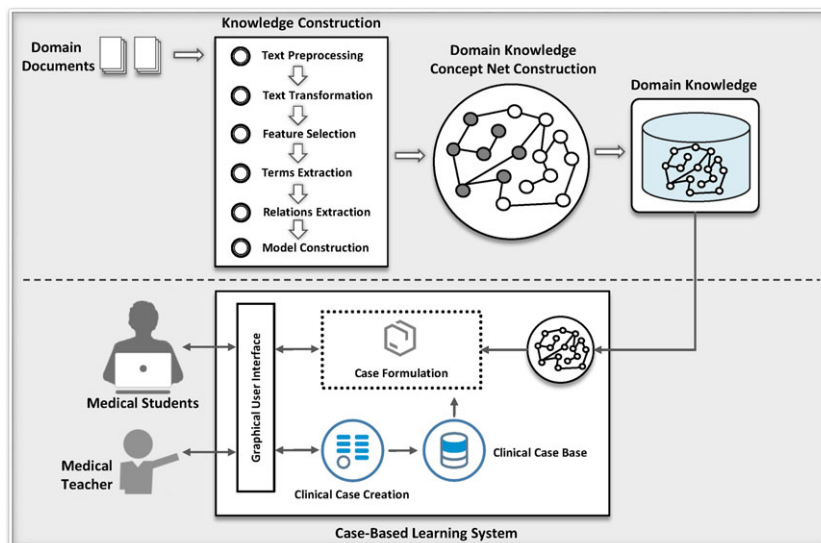 Knowledge Construction
Domain
Documents
Text Preprocessing
Text Transformation
Feature Selection
Terms Extraction
Relations Extraction
Model Construction
Domain Knowledge
Concept Net Construction
Domain Knowledge
Medical Students
Medical
Teacher
Graphical User Interface
Case Formulation
Clinical Case Creation
Clinical Case Base
Case-Based Learning System